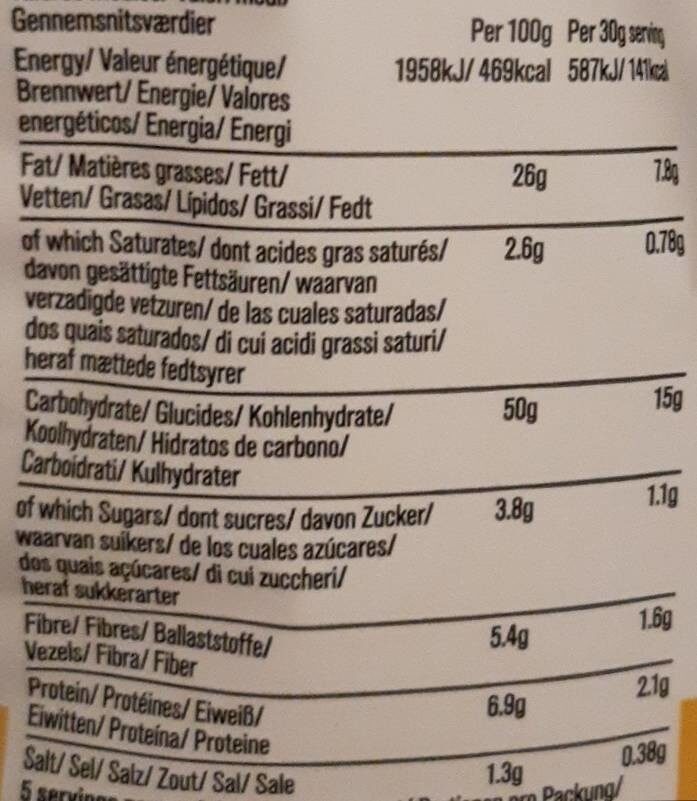 Gennemsnitsværdier
Per 100g Per 30g serving
Energy/ Valeur énergétique/ 1958kJ/ 469kcal 587kJ/ 141kcal
Brennwert/ Energie/ Valores
energéticos/ Energia/ Energi
Fat/ Matières grasses/ Fett/ 26g 7.8g
Vetten/ Grasas/ Lípidos/ Grassi/ Fedt
of which Saturates/ dont acides gras saturés/ 2.6g 0.78g
davon gesättigte Fettsäuren/ waarvan
verzadigde vetzuren/ de las cuales saturadas/
dos quais saturados/ di cui acidi grassi saturi/
heraf mættede fedtsyrer
Carbohydrate/ Glucides/ Kohlenhydrate/ 50g 15g
Koolhydraten/ Hidratos de carbono/
Carboidrati/ Kulhydrater
of which Sugars/ dont sucres/ davon Zucker/ 3.8g 1.1g
waarvan suikers/ de los cuales azúcares/
dos quais açúcares/ di cui zuccheri/
heraf sukkerarter
Fibre/ Fibres/ Ballaststoffe/ 5.4g 1.6g
Vezels/ Fibra/ Fiber
Protein/ Protéines/ Eiweiß/ 6.9g 2.1g
Eiwitten/ Proteína/ Proteine
Salt/ Sel/ Salz/ Zout/ Sal/ Sale 1.3g 0.38g
5 Packung/